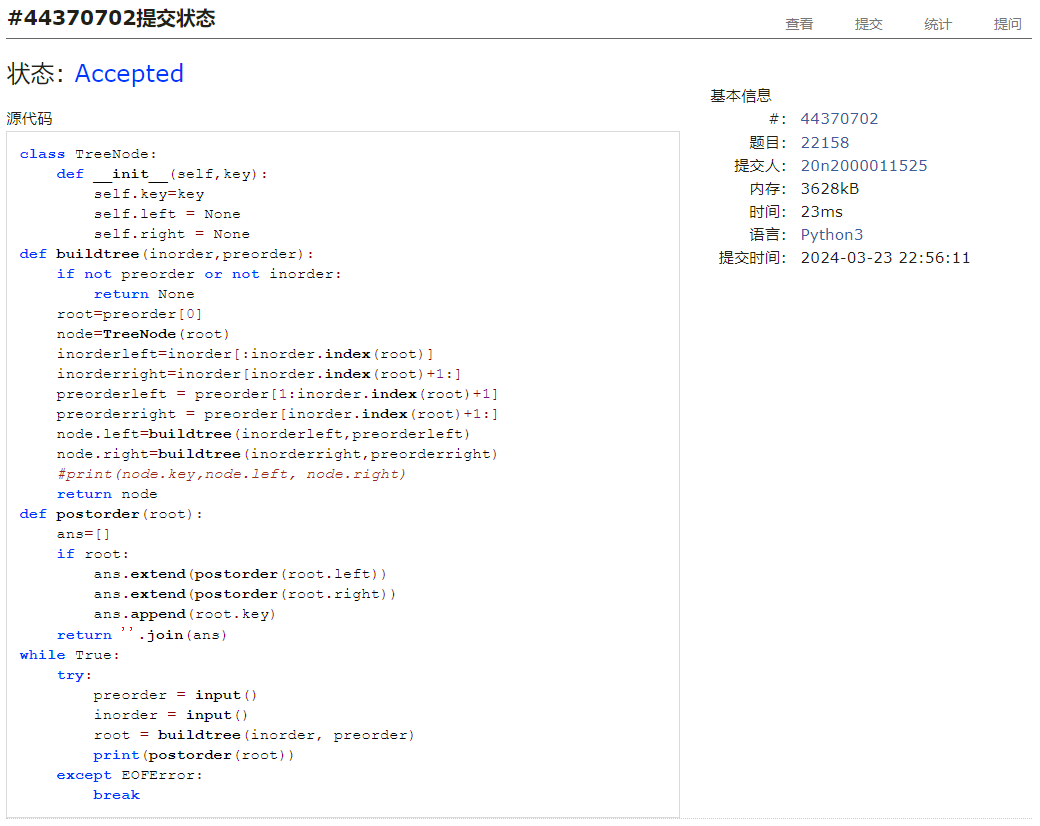 #44370702提交状态
查看 提交 统计 提问
状态: Accepted
源代码
class TreeNode:
    def __init__(self,key):
        self.key=key
        self.left = None
        self.right = None
def buildtree(inorder,preorder):
    if not preorder or not inorder:
        return None
    root=preorder[0]
    node=TreeNode(root)
    inorderleft=inorder[:inorder.index(root)]
    inorderright=inorder[inorder.index(root)+1:]
    preorderleft = preorder[1:inorder.index(root)+1]
    preorderright = preorder[inorder.index(root)+1:]
    node.left=buildtree(inorderleft,preorderleft)
    node.right=buildtree(inorderright,preorderright)
    #print(node.key,node.left, node.right)
    return node
def postorder(root):
    ans=[]
    if root:
        ans.extend(postorder(root.left))
        ans.extend(postorder(root.right))
        ans.append(root.key)
    return ''.join(ans)
while True:
    try:
        preorder = input()
        inorder = input()
        root = buildtree(inorder, preorder)
        print(postorder(root))
    except EOFError:
        break
基本信息
#: 44370702
题目: 22158
提交人: 20n2000011525
内存: 3628kB
时间: 23ms
语言: Python3
提交时间: 2024-03-23 22:56:11